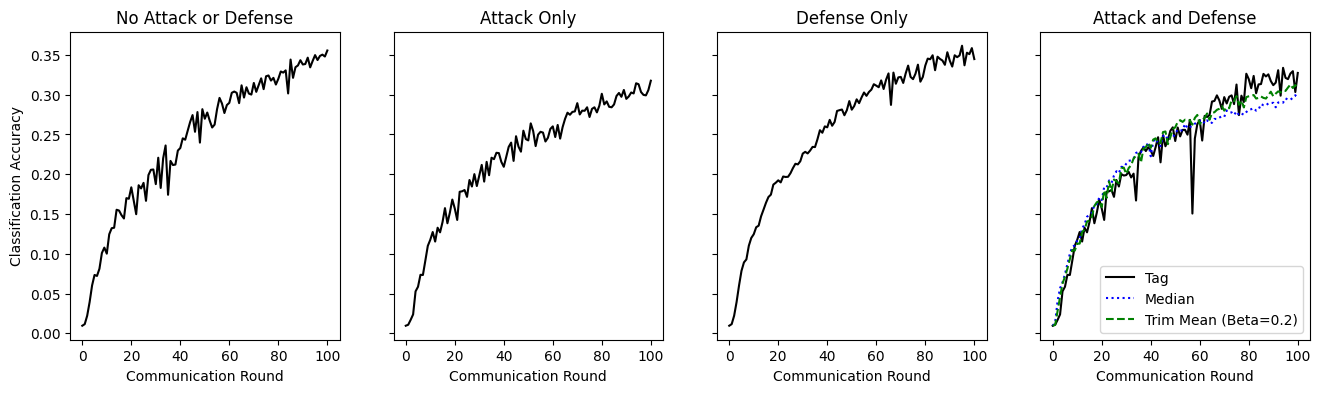 No Attack or Defense
Attack Only
Defense Only
Attack and Defense
Classification Accuracy
0.35
0.30
0.25
0.20
0.15
0.10
0.05
0.00
0 20 40 60 80 100
Communication Round
0 20 40 60 80 100
Communication Round
0 20 40 60 80 100
Communication Round
Tag
Median
Trim Mean (Beta=0.2)
0 20 40 60 80 100
Communication Round